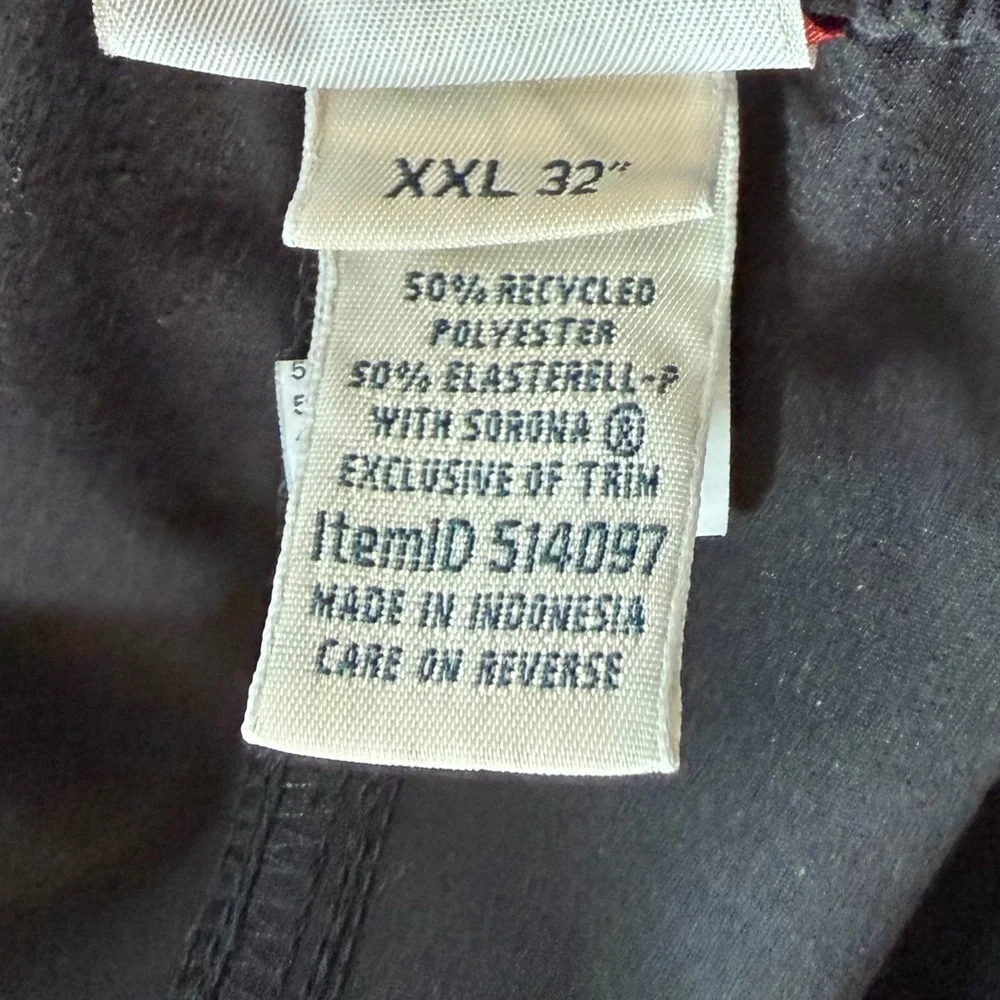 XXL 32"
50% RECYCLED
POLYESTER
50% ELASTERELL-P
WITH SORONA ®
EXCLUSIVE OF TRIM
ItemID 514097
MADE IN INDONESIA
CARE ON REVERSE
5